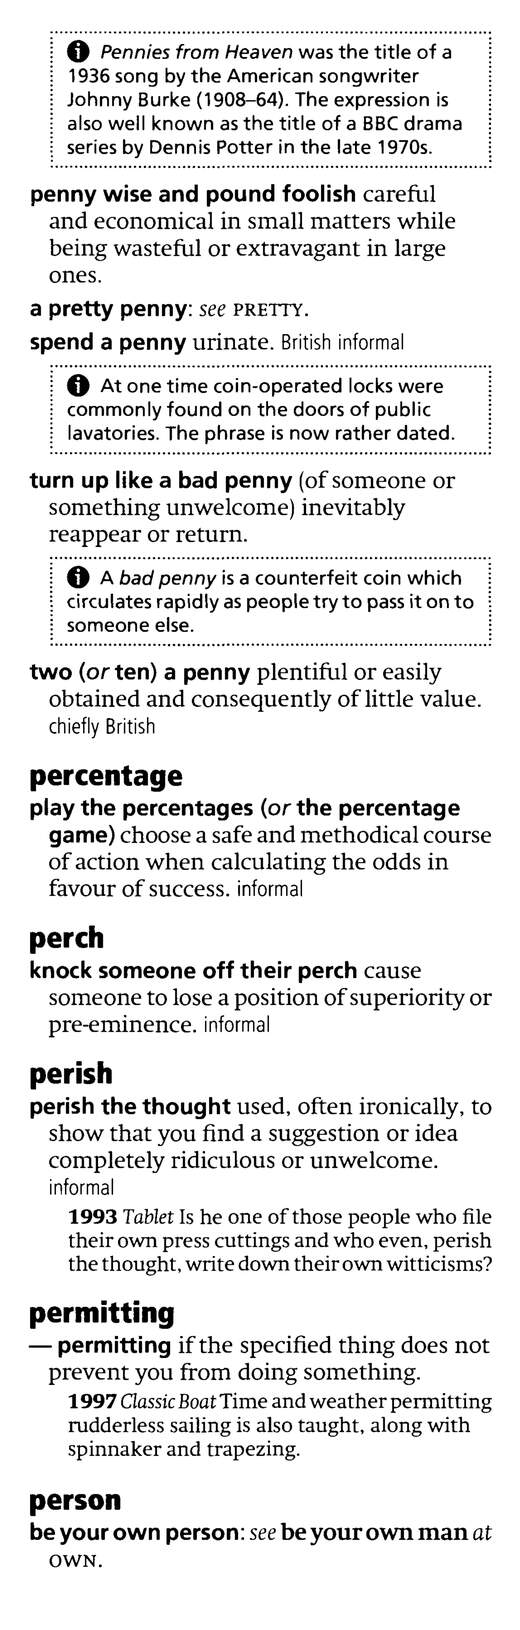 Pennies from Heaven was the title of a
1936 song by the American songwriter
Johnny Burke (1908–64). The expression is
also well known as the title of a BBC drama
series by Dennis Potter in the late 1970s.
penny wise and pound foolish careful
and economical in small matters while
being wasteful or extravagant in large
ones.
a pretty penny: see PRETTY.
spend a penny urinate. British informal
At one time coin-operated locks were
commonly found on the doors of public
lavatories. The phrase is now rather dated.
turn up like a bad penny (of someone or
something unwelcome) inevitably
reappear or return.
A bad penny is a counterfeit coin which
circulates rapidly as people try to pass it on to
someone else.
two (or ten) a penny plentiful or easily
obtained and consequently of little value.
chiefly British
percentage
play the percentages (or the percentage
game) choose a safe and methodical course
of action when calculating the odds in
favour of success. informal
perch
knock someone off their perch cause
someone to lose a position of superiority or
pre-eminence. informal
perish
perish the thought used, often ironically, to
show that you find a suggestion or idea
completely ridiculous or unwelcome.
informal
1993 Tablet Is he one of those people who file
their own press cuttings and who even, perish
the thought, write down their own witticisms?
permitting
— permitting if the specified thing does not
prevent you from doing something.
1997 Classic Boat Time and weather permitting
rudderless sailing is also taught, along with
spinnaker and trapezing.
person
be your own person: see be your own man at
OWN.